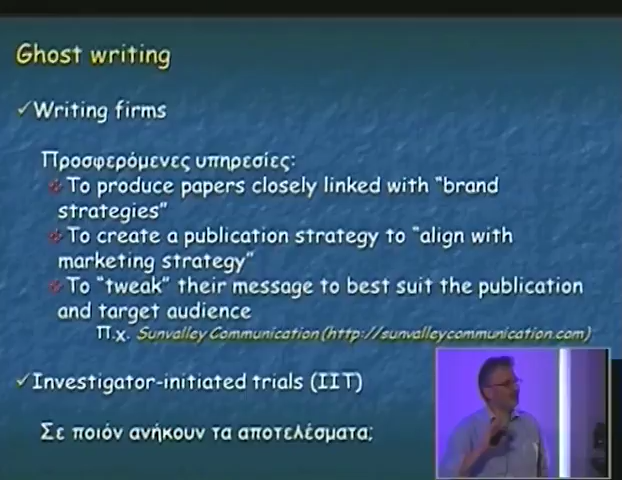 Ghost writing
✓Writing firms
Προσφερόμενες υπηρεσίες:
❖ To produce papers closely linked with “brand
strategies”
❖ To create a publication strategy to “align with
marketing strategy”
❖ To “tweak” their message to best suit the publication
and target audience
Π.χ. Sunvalley Communication (http://sunvalleycommunication.com)
✓Investigator-initiated trials (IIT)
Σε ποιόν ανήκουν τα αποτελέσματα;